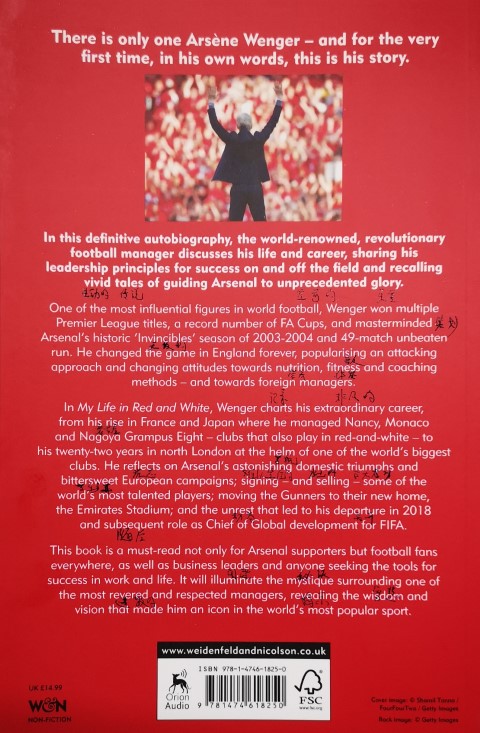 There is only one Arsène Wenger – and for the very
first time, in his own words, this is his story.
In this definitive autobiography, the world-renowned, revolutionary
football manager discusses his life and career, sharing his
leadership principles for success on and off the field and recalling
vivid tales of guiding Arsenal to unprecedented glory.
One of the most influential figures in world football, Wenger won multiple
Premier League titles, a record number of FA Cups, and masterminded
Arsenal's historic 'Invincibles' season of 2003-2004 and 49-match unbeaten
run. He changed the game in England forever, popularising an attacking
approach and changing attitudes towards nutrition, fitness and coaching
methods – and towards foreign managers.
In My Life in Red and White, Wenger charts his extraordinary career,
from his rise in France and Japan where he managed Nancy, Monaco
and Nagoya Grampus Eight – clubs that also play in red-and-white – to
his twenty-two years in north London at the helm of one of the world's biggest
clubs. He reflects on Arsenal's astonishing domestic triumphs and
bittersweet European campaigns; signing – and selling – some of the
world's most talented players; moving the Gunners to their new home,
the Emirates Stadium; and the unrest that led to his departure in 2018
and subsequent role as Chief of Global development for FIFA.
随后
This book is a must-read not only for Arsenal supporters but football fans
everywhere, as well as business leaders and anyone seeking the tools for
success in work and life. It will illuminate the mystique surrounding one of
the most revered and respected managers, revealing the wisdom and
vision that made him an icon in the world's most popular sport.
www.weidenfeldandnicolson.co.uk
ISBN 978-1-4746-1825-0
9 781474 618250
Orion
Audio
FSC
www.fsc.org
UK £14.99
W&N
NON-FICTION
Cover image: © Stuart
FourFourTwo / Getty Images
Back image: © Getty Images